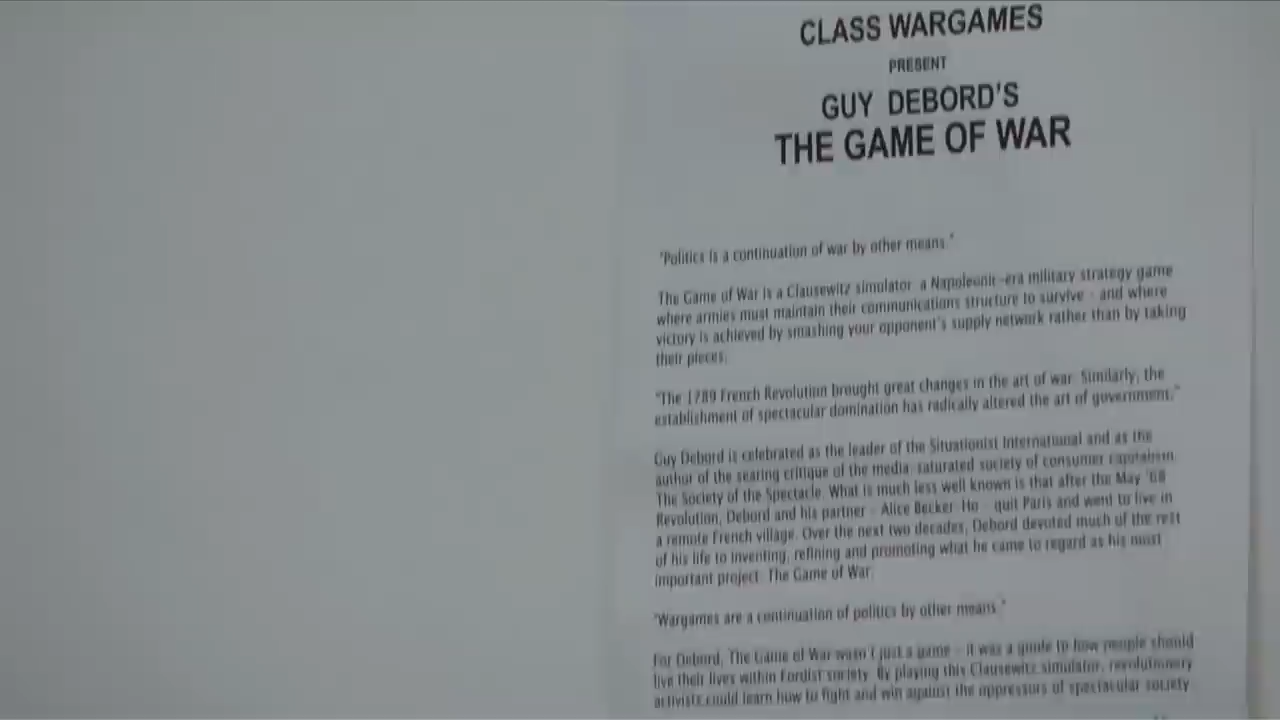 CLASS WARGAMES
PRESENT
GUY DEBORD'S
THE GAME OF WAR
"Politics is a continuation of war by other means."
The Game of War is a Clausewitz simulator: a Napoleonic-era military strategy game
where armies must maintain their communications structure to survive - and where
victory is achieved by smashing your opponent's supply network rather than by taking
their pieces.
"The 1789 French Revolution brought great changes in the art of war. Similarly, the
establishment of spectacular domination has radically altered the art of government."
Guy Debord is celebrated as the leader of the Situationist International and as the
author of the searing critique of the media-saturated society of consumer capitalism:
The Society of the Spectacle. What is much less well known is that after the May '68
Revolution, Debord and his partner - Alice Becker-Ho - quit Paris and went to live in
a remote French village. Over the next two decades, Debord devoted much of the rest
of his life to inventing, refining and promoting what he came to regard as his most
important project: The Game of War.
"Wargames are a continuation of politics by other means."
For Debord, The Game of War wasn't just a game - it was a guide to how people should
live their lives within Fordist society. By playing this Clausewitz simulator, revolutionary
activists could learn how to fight and win against the oppressors of spectacular society.